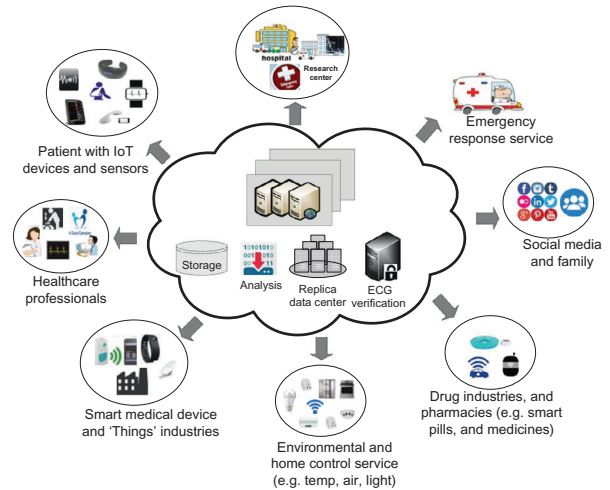 hospital
Research
center
Emergency
response service
Patient with IoT
devices and sensors
Social media
and family
Healthcare
professionals
Storage
1010101
Analysis
Replica
data center
ECG
verification
Smart medical device
and ‘Things’ industries
Environmental and
home control service
(e.g. temp, air, light)
Drug industries, and
pharmacies (e.g. smart
pills, and medicines)